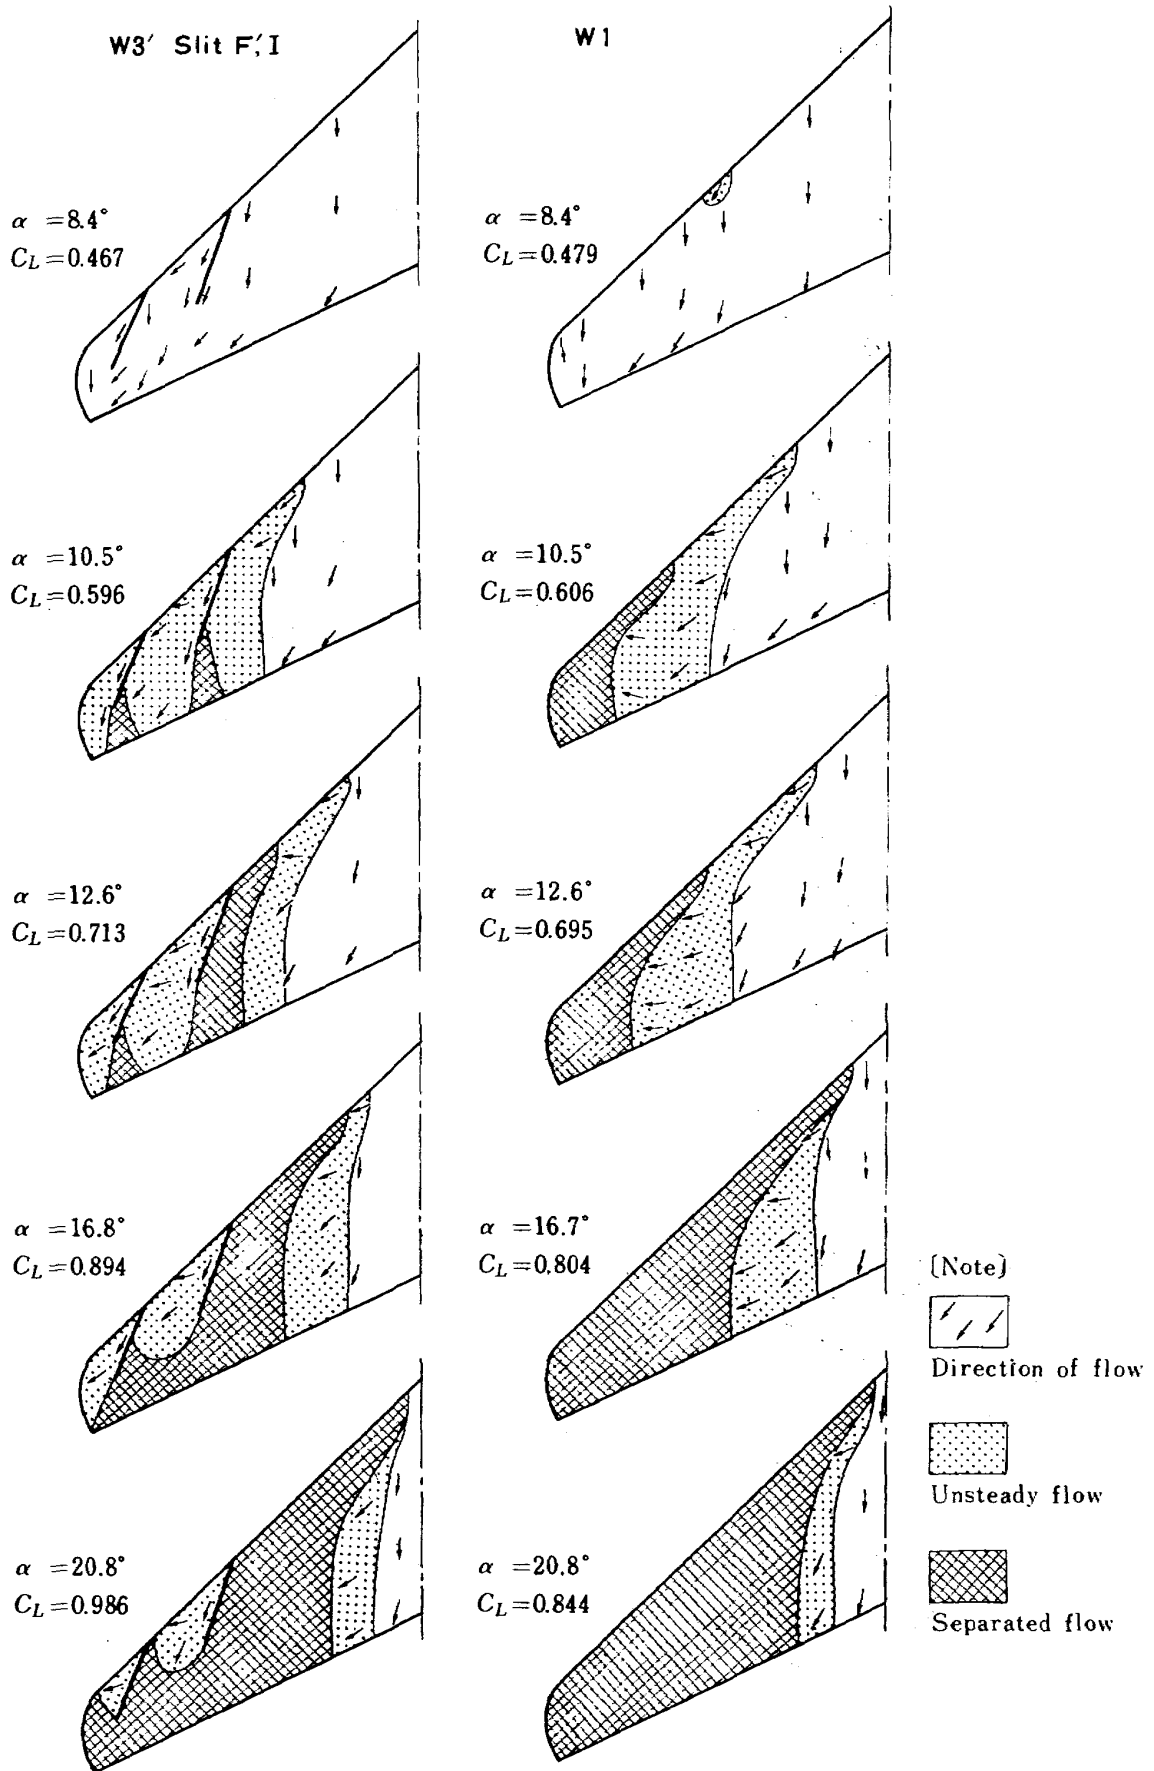 W3′ Slit F′, I
W1
α =8.4°
C_L=0.467
α =8.4°
C_L=0.479
α =10.5°
C_L=0.596
α =10.5°
C_L=0.606
α =12.6°
C_L=0.713
α =12.6°
C_L=0.695
α =16.8°
C_L=0.894
α =16.7°
C_L=0.804
α =20.8°
C_L=0.986
α =20.8°
C_L=0.844
(Note)
Direction of flow
Unsteady flow
Separated flow